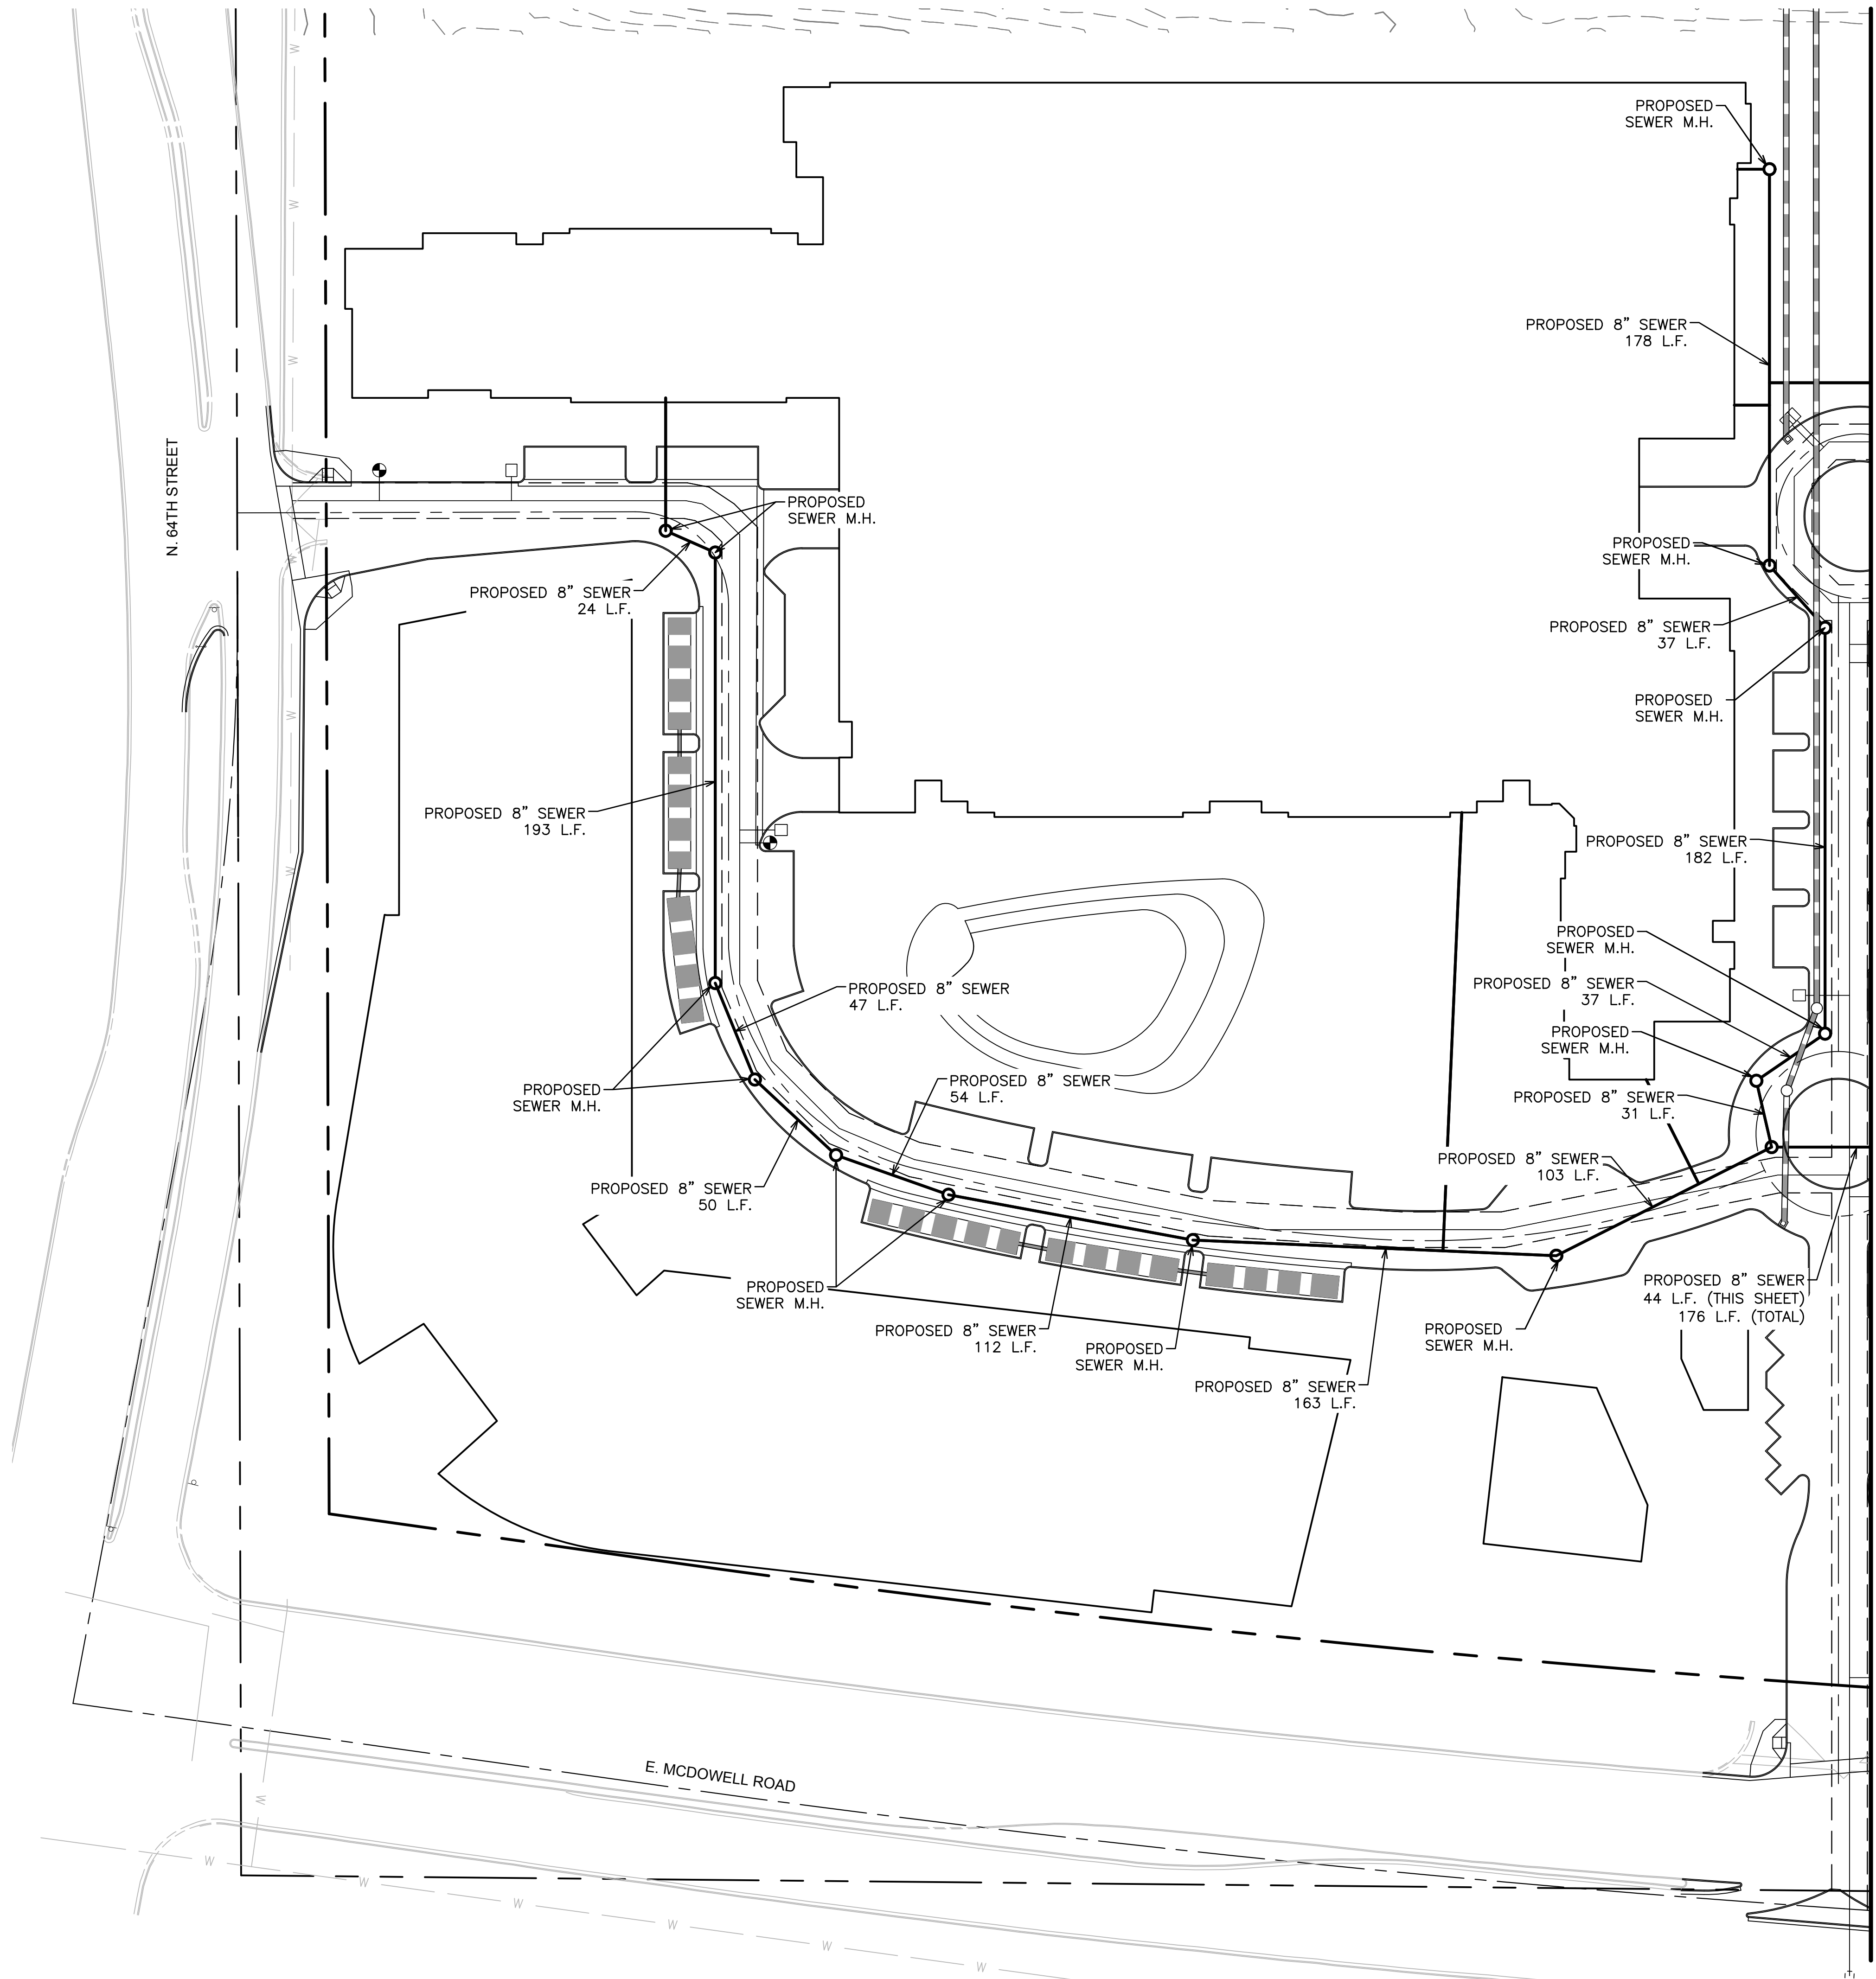 PROPOSED
SEWER M.H.
PROPOSED 8” SEWER
178 L.F.
N. 64TH STREET
PROPOSED
SEWER M.H.
PROPOSED
SEWER M.H.
PROPOSED 8” SEWER
24 L.F.
PROPOSED 8” SEWER
37 L.F.
PROPOSED
SEWER M.H.
PROPOSED 8” SEWER
193 L.F.
PROPOSED 8” SEWER
182 L.F.
PROPOSED
SEWER M.H.
PROPOSED 8” SEWER
47 L.F.
PROPOSED 8” SEWER
37 L.F.
PROPOSED
SEWER M.H.
PROPOSED
SEWER M.H.
PROPOSED 8” SEWER
54 L.F.
PROPOSED 8” SEWER
31 L.F.
PROPOSED 8” SEWER
103 L.F.
PROPOSED 8” SEWER
50 L.F.
PROPOSED
SEWER M.H.
PROPOSED 8” SEWER
44 L.F. (THIS SHEET)
176 L.F. (TOTAL)
PROPOSED 8” SEWER
112 L.F.
PROPOSED
SEWER M.H.
PROPOSED
SEWER M.H.
PROPOSED 8” SEWER
163 L.F.
E. MCDOWELL ROAD
W
W
W
W
W
W
W
W
W
W
W
W
W
W